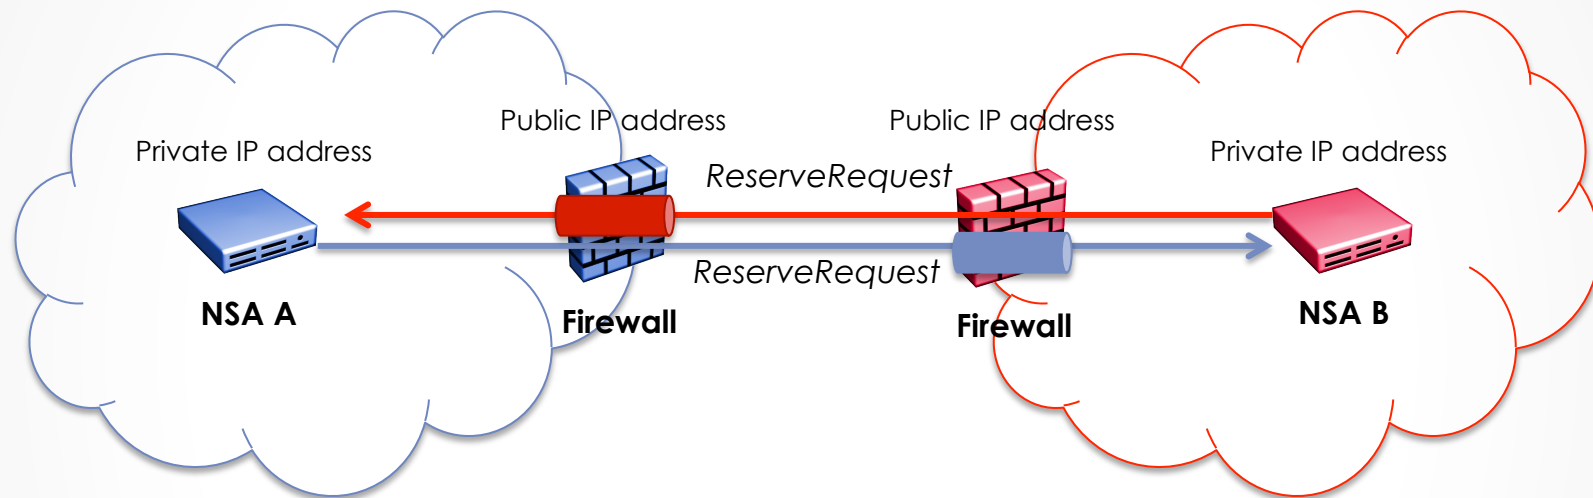 Public IP address
Public IP address
Private IP address
Private IP address
ReserveRequest
ReserveRequest
NSA A
Firewall
Firewall
NSA B